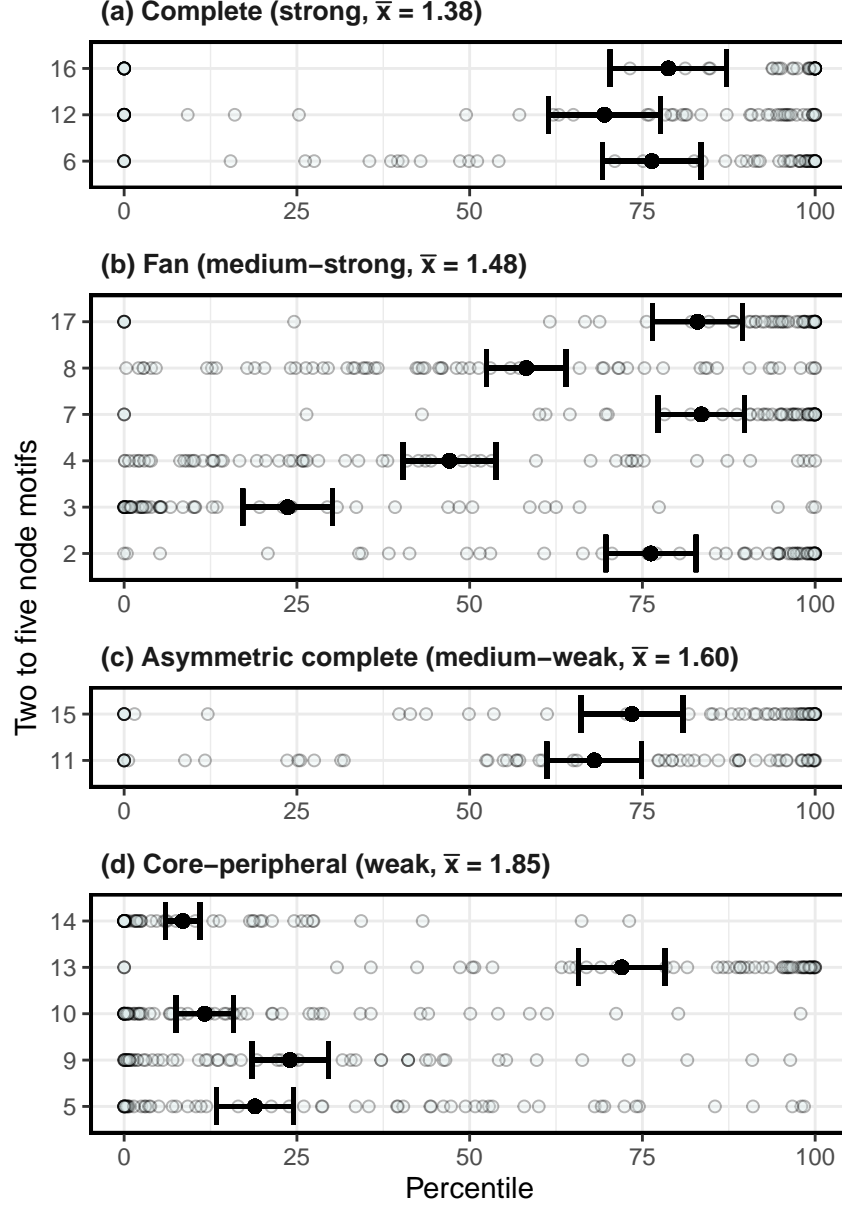 (a) Complete (strong, x̅ = 1.38)
16
12
6
0 25 50 75 100
(b) Fan (medium−strong, x̅ = 1.48)
17
8
7
4
3
2
0 25 50 75 100
(c) Asymmetric complete (medium−weak, x̅ = 1.60)
15
11
0 25 50 75 100
(d) Core−peripheral (weak, x̅ = 1.85)
14
13
10
9
5
0 25 50 75 100
Percentile
Two to five node motifs